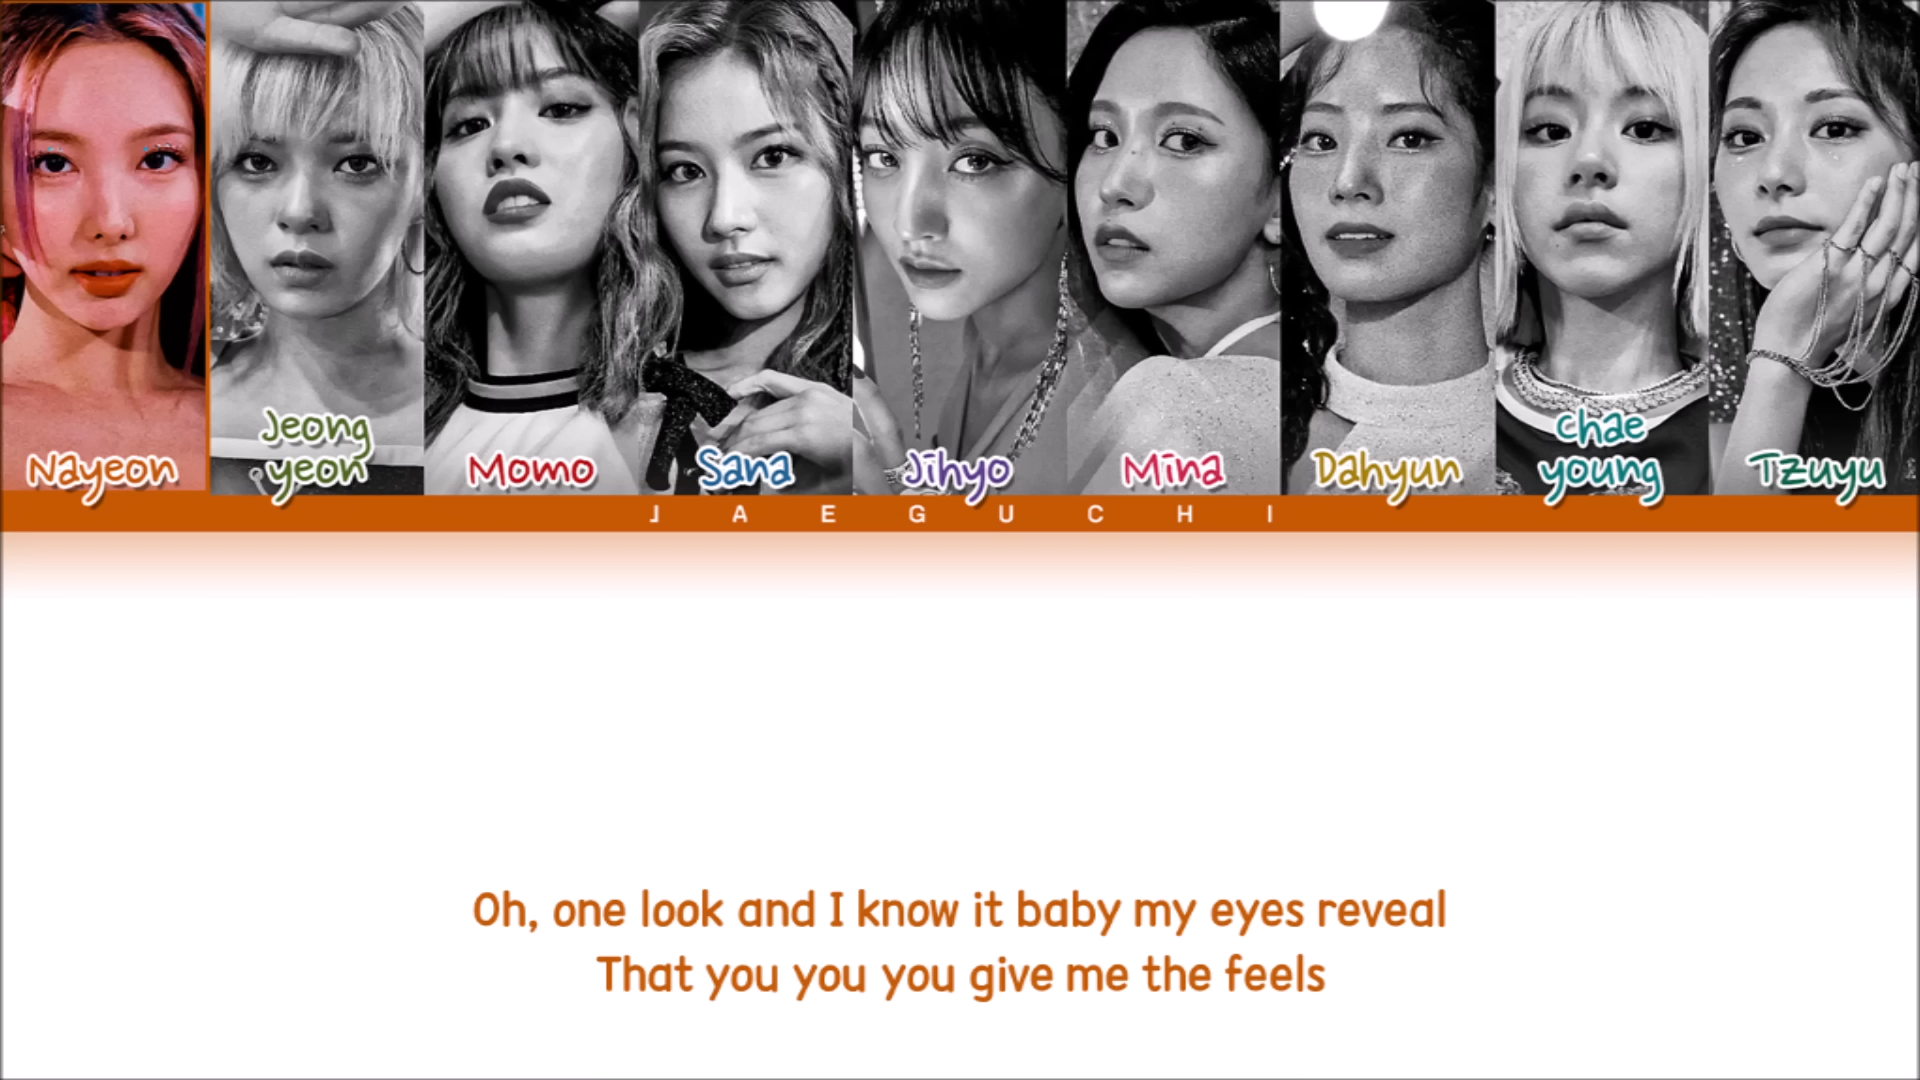 Nayeon
Jeong
yeon
Momo
Sana
Jihyo
Mina
Dahyun
Chae
young
Tzuyu
JAEGUCHI
Oh, one look and I know it baby my eyes reveal
That you you you give me the feels